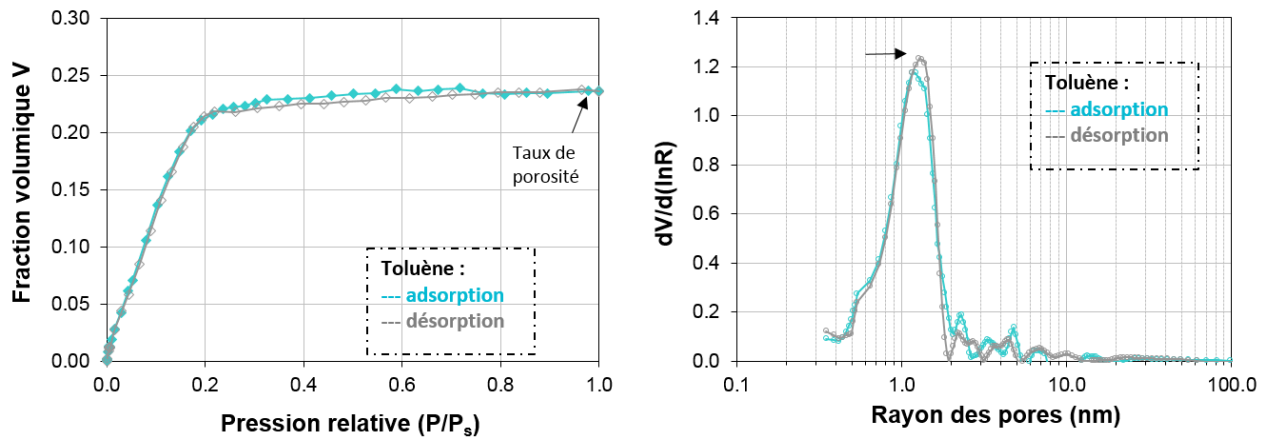 0.30
0.25
0.20
0.15
0.10
0.05
0.00
Fraction volumique V
Taux de
porosité
Toluène :
--- adsorption
--- désorption
0.0
0.2
0.4
0.6
0.8
1.0
Pression relative (P/Ps)
1.4
1.2
1.0
0.8
0.6
0.4
0.2
0.0
dV/d(lnR)
Toluène :
--- adsorption
--- désorption
0.1
1.0
10.0
100.0
Rayon des pores (nm)